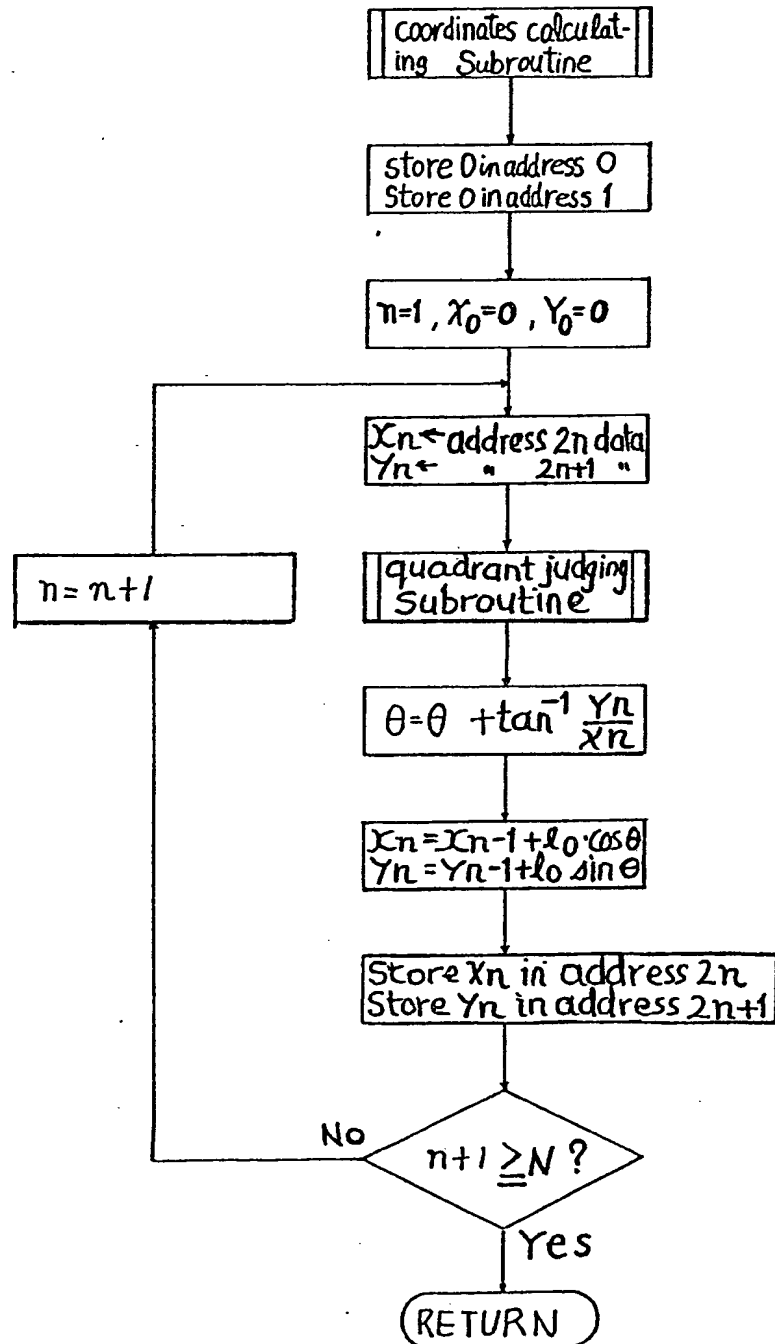 coordinates calculat-
ing Subroutine
store 0 in address 0
Store 0 in address 1
n=1, X₀=0, Y₀=0
Xn← address 2n data
Yn← " 2n+1 "
quadrant judging
Subroutine
n=n+1
θ=θ +tan⁻¹ Yn/Xn
Xn=Xn-1+l₀·cosθ
Yn=Yn-1+l₀ sinθ
Store Xn in address 2n
Store Yn in address 2n+1
No
n+1≧N?
Yes
RETURN